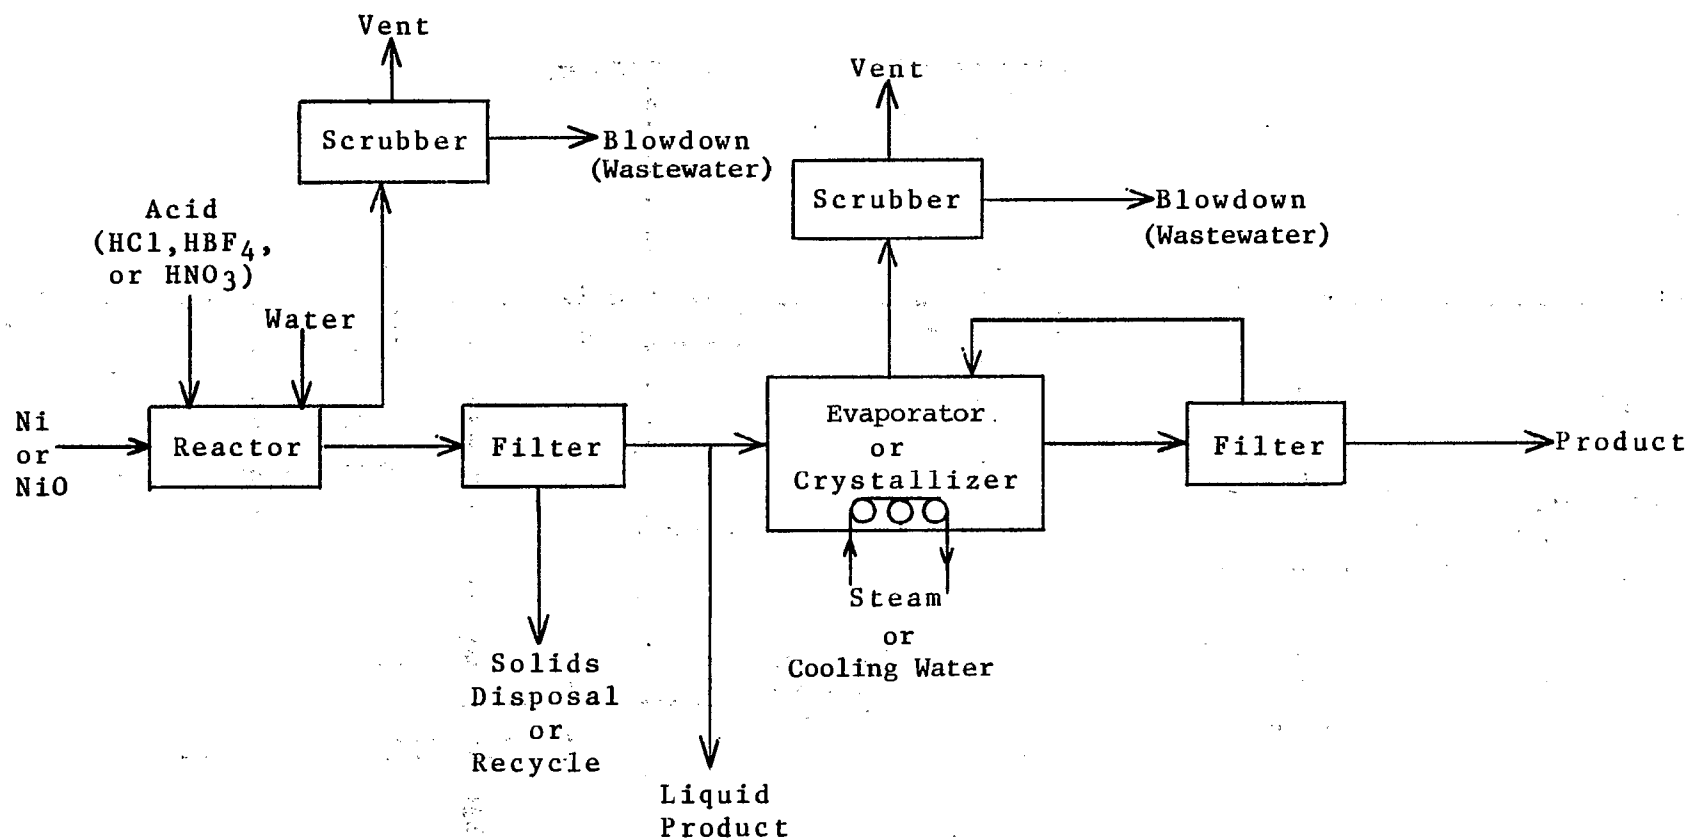 Vent
Scrubber
Blowdown
(Wastewater)
Vent
Scrubber
Blowdown
(Wastewater)
Acid
(HCl,HBF4,
or HNO3)
Water
Ni
or
NiO
Reactor
Filter
Evaporator
or
Crystallizer
Filter
Product
Steam
or
Cooling Water
Solids
Disposal
or
Recycle
Liquid
Product